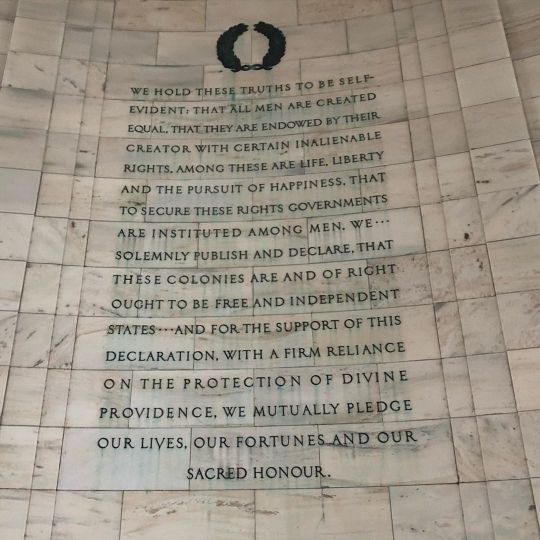 WE HOLD THESE TRUTHS TO BE SELF-
EVIDENT: THAT ALL MEN ARE CREATED
EQUAL, THAT THEY ARE ENDOWED BY THEIR
CREATOR WITH CERTAIN INALIENABLE
RIGHTS, AMONG THESE ARE LIFE, LIBERTY
AND THE PURSUIT OF HAPPINESS, THAT
TO SECURE THESE RIGHTS GOVERNMENTS
ARE INSTITUTED AMONG MEN. WE···
SOLEMNLY PUBLISH AND DECLARE, THAT
THESE COLONIES ARE AND OF RIGHT
OUGHT TO BE FREE AND INDEPENDENT
STATES···AND FOR THE SUPPORT OF THIS
DECLARATION, WITH A FIRM RELIANCE
ON THE PROTECTION OF DIVINE
PROVIDENCE, WE MUTUALLY PLEDGE
OUR LIVES, OUR FORTUNES AND OUR
SACRED HONOUR.